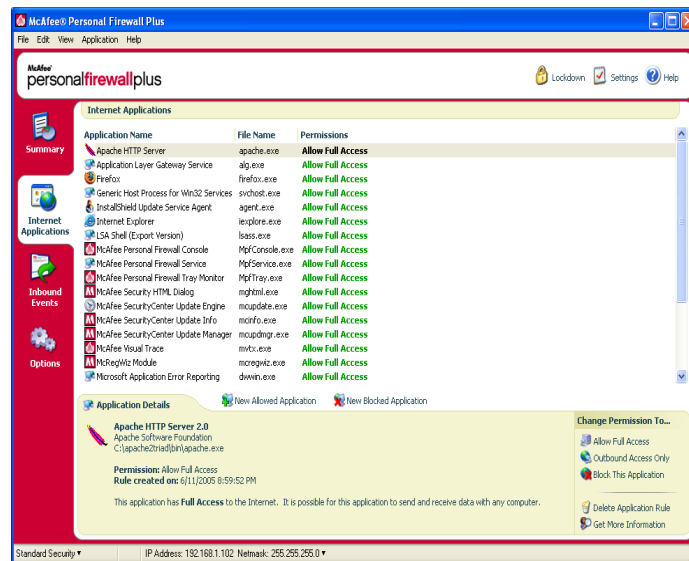 McAfee® Personal Firewall Plus
File Edit View Application Help
McAfee®
personalfirewallplus
Lockdown Settings Help
Internet Applications
Summary
Internet
Applications
Inbound
Events
Options
Application Name File Name Permissions
Apache HTTP Server apache.exe Allow Full Access
Application Layer Gateway Service alg.exe Allow Full Access
Firefox firefox.exe Allow Full Access
Generic Host Process for Win32 Services svchost.exe Allow Full Access
InstallShield Update Service Agent agent.exe Allow Full Access
Internet Explorer iexplore.exe Allow Full Access
LSA Shell (Export Version) lsass.exe Allow Full Access
McAfee Personal Firewall Console MpfConsole.exe Allow Full Access
McAfee Personal Firewall Service MpfService.exe Allow Full Access
McAfee Personal Firewall Tray Monitor MpfTray.exe Allow Full Access
McAfee Security HTML Dialog mghtml.exe Allow Full Access
McAfee SecurityCenter Update Engine mcupdate.exe Allow Full Access
McAfee SecurityCenter Update Info mcinfo.exe Allow Full Access
McAfee SecurityCenter Update Manager mcupdmgr.exe Allow Full Access
McAfee Visual Trace mvtx.exe Allow Full Access
McRegWiz Module mcregwiz.exe Allow Full Access
Microsoft Application Error Reporting dwwin.exe Allow Full Access
Application Details
New Allowed Application New Blocked Application
Apache HTTP Server 2.0
Apache Software Foundation
C:\apache2triad\bin\apache.exe
Permission: Allow Full Access
Rule created on: 6/11/2005 8:59:52 PM
This application has Full Access to the Internet. It is possible for this application to send and receive data with any computer.
Change Permission To...
Allow Full Access
Outbound Access Only
Block This Application
Delete Application Rule
Get More Information
Standard Security IP Address: 192.168.1.102 Netmask: 255.255.255.0